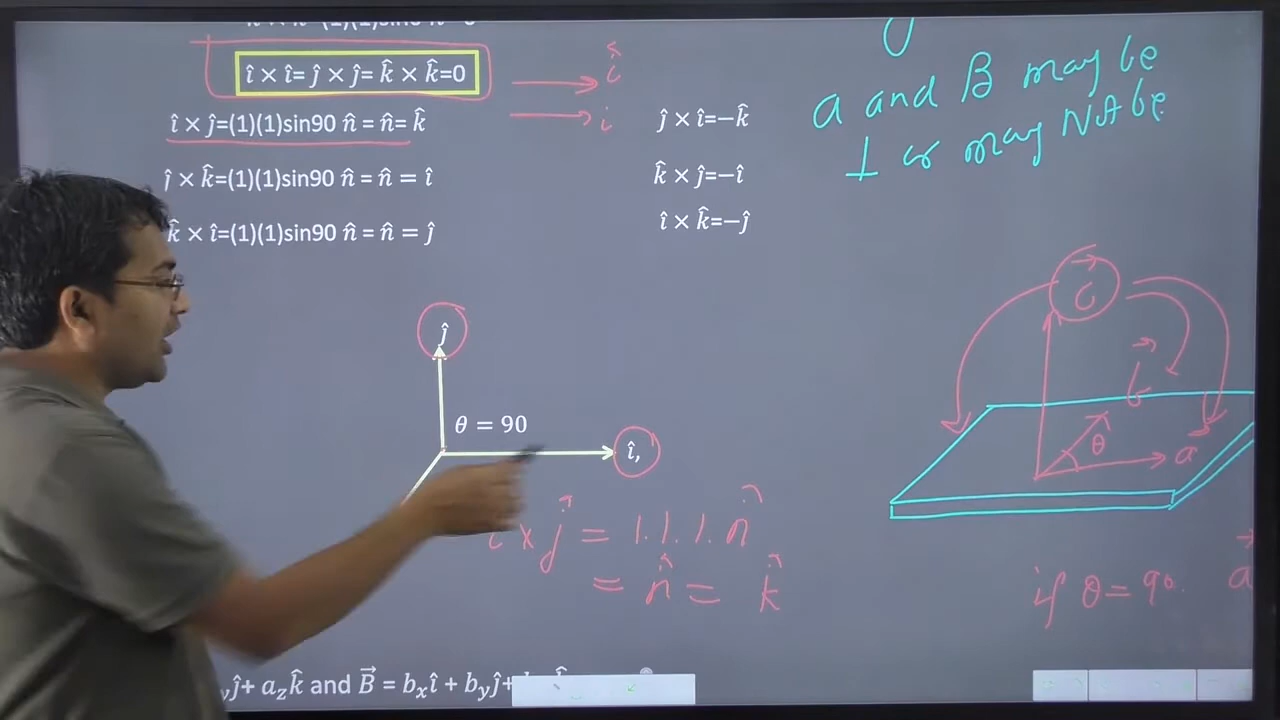 î × î= ĵ × ĵ= k̂ × k̂=0
î
i
î × ĵ=(1)(1)sin90 n̂ = n̂= k̂
ĵ × î=−k̂
ĵ × k̂=(1)(1)sin90 n̂ = n̂ = î
k̂ × ĵ=−î
k̂ × î=(1)(1)sin90 n̂ = n̂ = ĵ
î × k̂=−ĵ
a and B may be
⊥ or may Not be
ĵ
θ = 90
î,
i × ĵ = 1.1.1.n̂
= n̂ = k̂
c⃗
b⃗
θ
a⃗
if θ = 90
a⃗
ĵ+ a_z k̂ and B⃗ = b_x î + b_y ĵ+